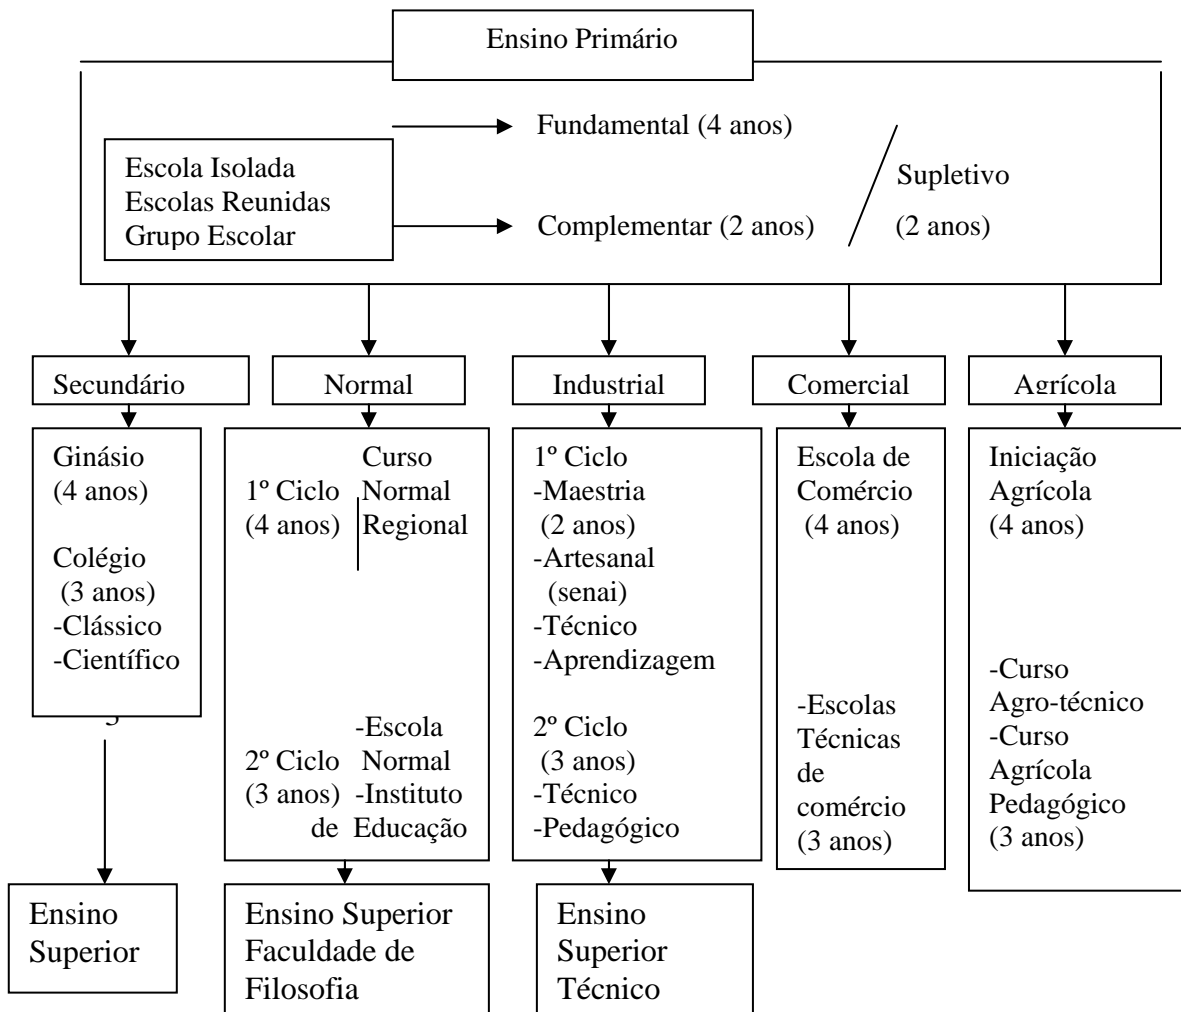 Ensino Primário
Fundamental (4 anos)
Escola Isolada
Escolas Reunidas
Grupo Escolar
Complementar (2 anos)
Supletivo
(2 anos)
Secundário
Normal
Industrial
Comercial
Agrícola
Ginásio
(4 anos)
Colégio
(3 anos)
-Clássico
-Científico
Curso
1º Ciclo Normal
(4 anos) Regional
-Escola
2º Ciclo Normal
(3 anos) -Instituto
de Educação
1º Ciclo
-Maestria
(2 anos)
-Artesanal
(senai)
-Técnico
-Aprendizagem
2º Ciclo
(3 anos)
-Técnico
-Pedagógico
Escola de
Comércio
(4 anos)
-Escolas
Técnicas
de
comércio
(3 anos)
Iniciação
Agrícola
(4 anos)
-Curso
Agro-técnico
-Curso
Agrícola
Pedagógico
(3 anos)
Ensino
Superior
Ensino Superior
Faculdade de
Filosofia
Ensino
Superior
Técnico